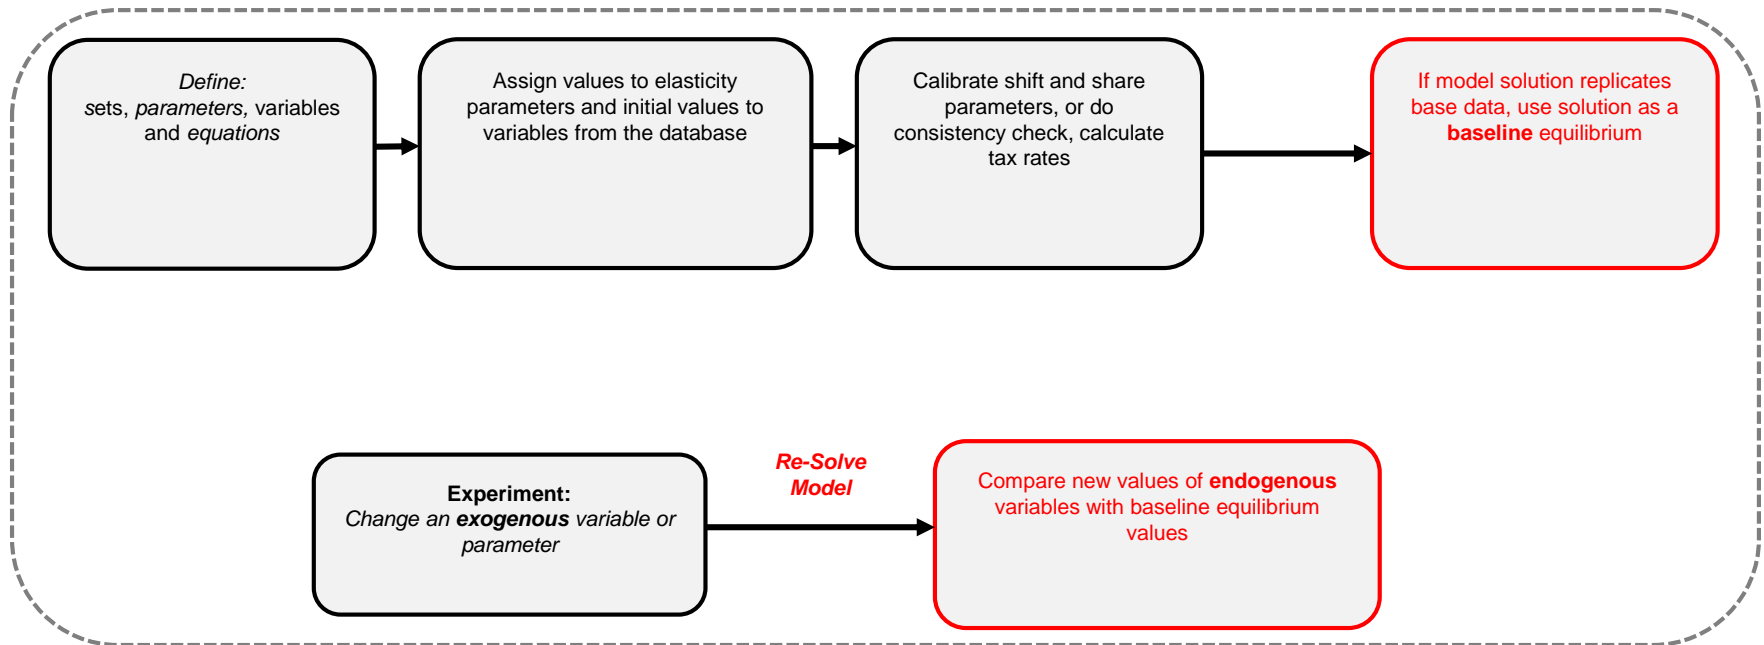 Define:
sets, parameters, variables
and equations
Assign values to elasticity
parameters and initial values to
variables from the database
Calibrate shift and share
parameters, or do
consistency check, calculate
tax rates
If model solution replicates
base data, use solution as a
baseline equilibrium
Experiment:
Change an exogenous variable or
parameter
Re-Solve
Model
Compare new values of endogenous
variables with baseline equilibrium
values